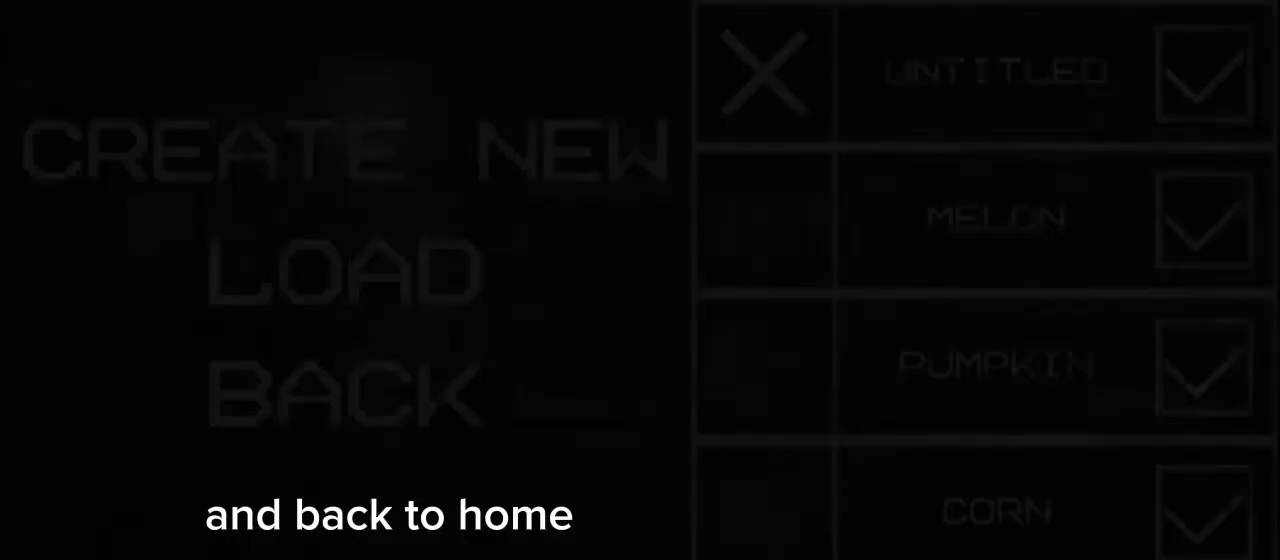 CREATE NEW
LOAD
BACK
UNTITLED
MELON
PUMPKIN
CORN
and back to home